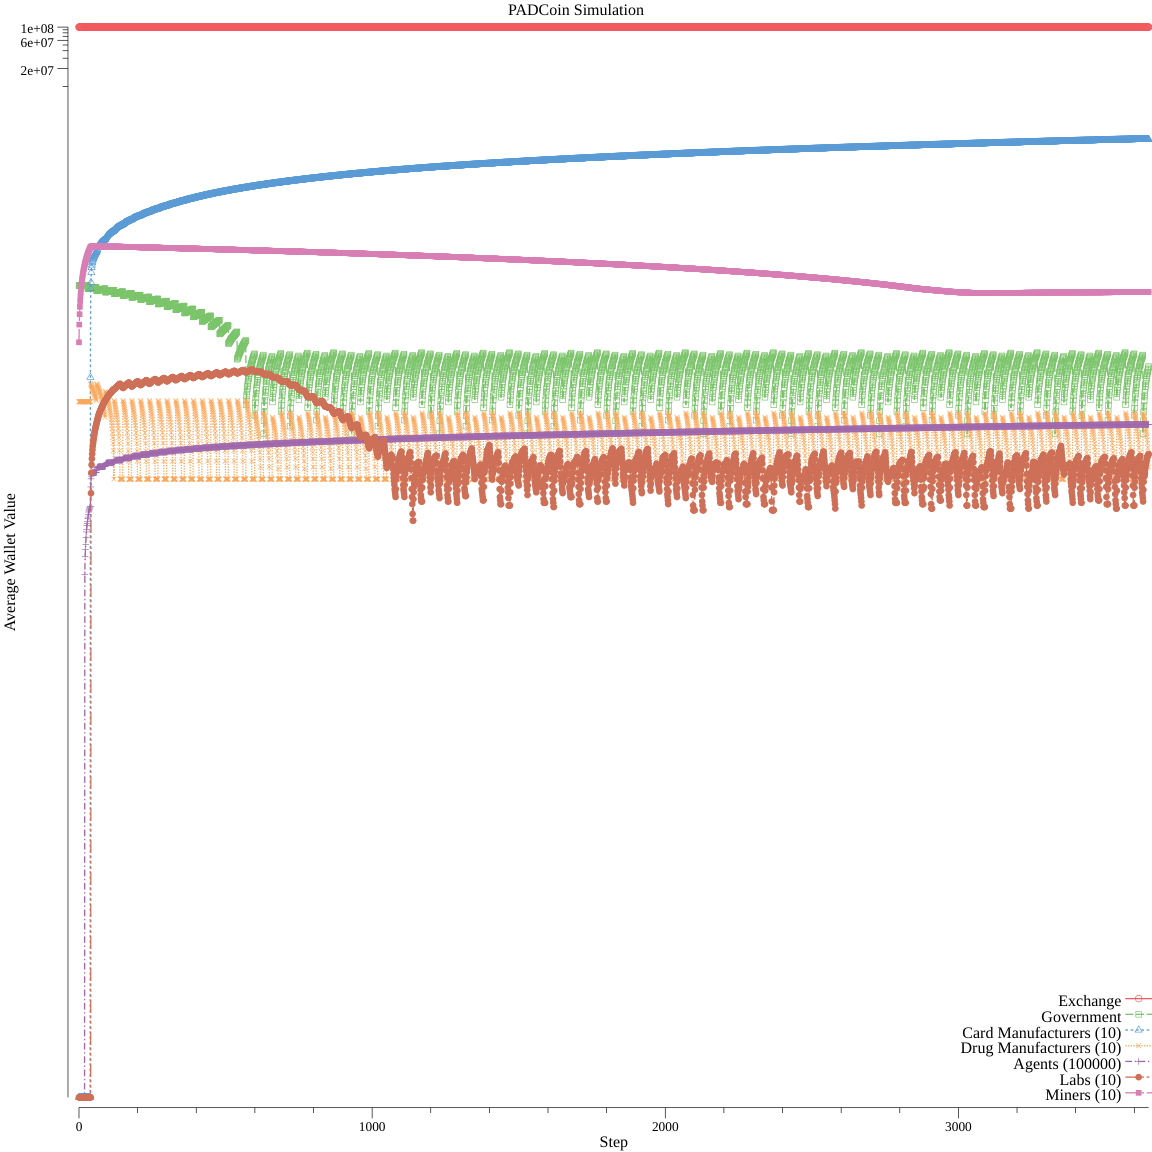 PADCoin Simulation
1e+08
6e+07
2e+07
Average Wallet Value
0
1000
2000
3000
Step
Exchange
Government
Card Manufacturers (10)
Drug Manufacturers (10)
Agents (100000)
Labs (10)
Miners (10)